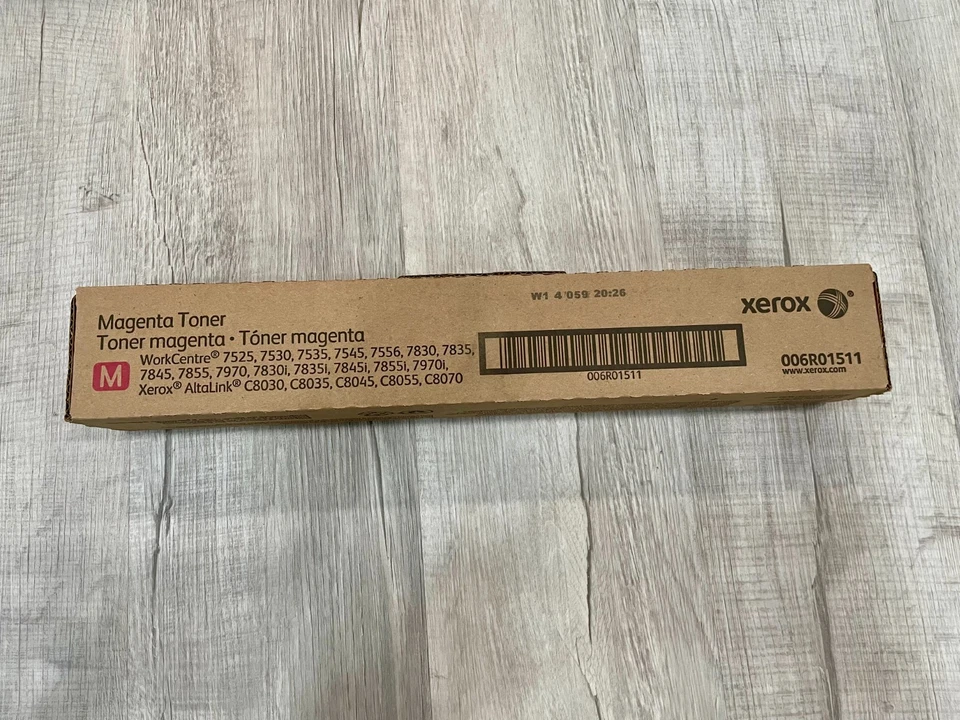 Magenta Toner
Toner magenta • Tóner magenta
M
WorkCentre® 7525, 7530, 7535, 7545, 7556, 7830, 7835,
7845, 7855, 7970, 7830i, 7835i, 7845i, 7855i, 7970i,
Xerox® AltaLink® C8030, C8035, C8045, C8055, C8070
W1 4 059 20:26
006R01511
xerox ®
006R01511
www.xerox.com